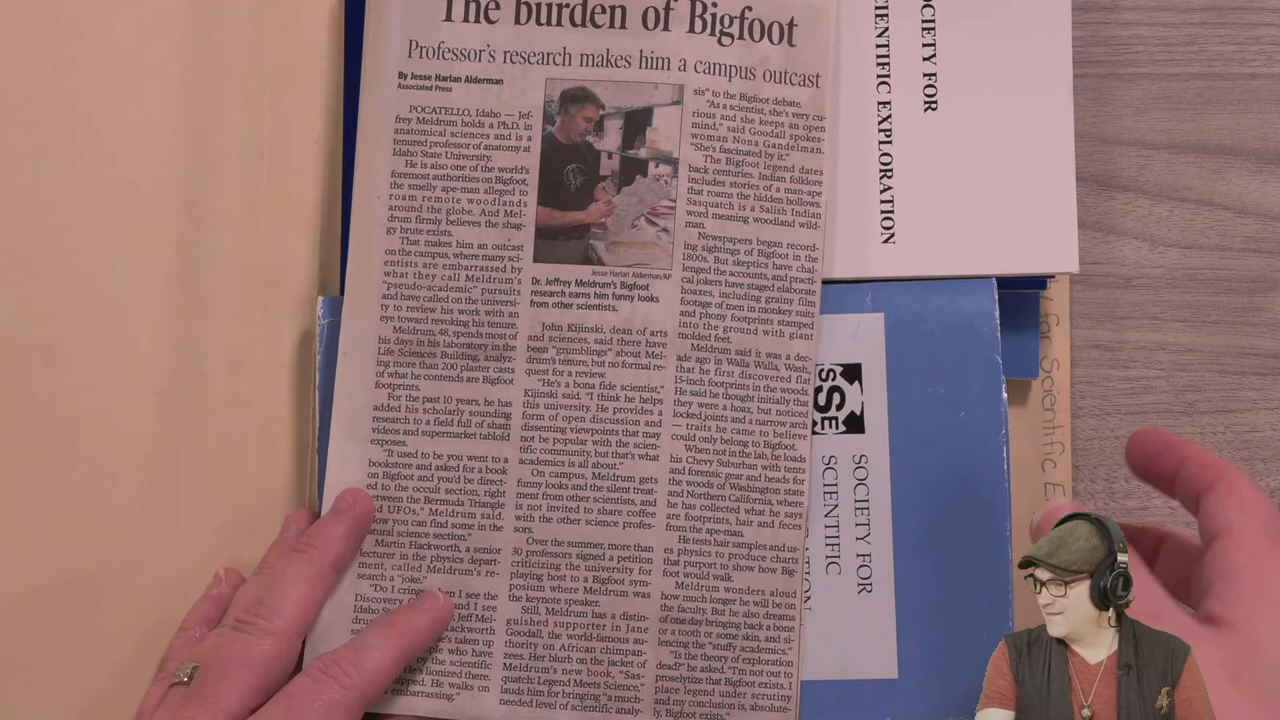 The burden of Bigfoot
Professor's research makes him a campus outcast
By Jesse Harlan Alderman
Associated Press
POCATELLO, Idaho — Jef-
frey Meldrum holds a Ph.D. in
anatomical sciences and is a
tenured professor of anatomy at
Idaho State University.
He is also one of the world's
foremost authorities on Bigfoot,
the smelly ape-man alleged to
roam remote woodlands
around the globe. And Mel-
drum firmly believes the shag-
gy brute exists.
That makes him an outcast
on the campus, where many sci-
entists are embarrassed by
what they call Meldrum's
"pseudo-academic" pursuits
and have called on the universi-
ty to review his work with an
eye toward revoking his tenure.
Meldrum, 48, spends most of
his days in his laboratory in the
Life Sciences Building, analyz-
ing more than 200 plaster casts
of what he contends are Bigfoot
footprints.
For the past 10 years, he has
added his scholarly sounding
research to a field full of sham
videos and supermarket tabloid
exposes.
"It used to be you went to a
bookstore and asked for a book
on Bigfoot and you'd be direct-
ed to the occult section, right
between the Bermuda Triangle
UFOs," Meldrum said.
now you can find some in the
natural science section."
Martin Hackworth, a senior
lecturer in the physics depart-
ment, called Meldrum's re-
search a "joke."
"Do I cringe when I see the
Discovery and I see
Idaho Jeff Mel-
Hackworth
he's taken up
people who have
by the scientific
He's lionized there.
He walks on
embarrassing."
Jesse Harlan Alderman/AP
Dr. Jeffrey Meldrum's Bigfoot
research earns him funny looks
from other scientists.
John Kijinski, dean of arts
and sciences, said there have
been "grumblings" about Mel-
drum's tenure, but no formal re-
quest for a review.
"He's a bona fide scientist,"
Kijinski said. "I think he helps
this university. He provides a
form of open discussion and
dissenting viewpoints that may
not be popular with the scien-
tific community, but that's what
academics is all about."
On campus, Meldrum gets
funny looks and the silent treat-
ment from other scientists, and
is not invited to share coffee
with the other science profes-
sors.
Over the summer, more than
30 professors signed a petition
criticizing the university for
playing host to a Bigfoot sym-
posium where Meldrum was
the keynote speaker.
Still, Meldrum has a distin-
guished supporter in Jane
Goodall, the world-famous au-
thority on African chimpan-
zees. Her blurb on the jacket of
Meldrum's new book, "Sas-
quatch: Legend Meets Science,"
lauds him for bringing "a much-
needed level of scientific analy-
sis" to the Bigfoot debate.
"As a scientist, she's very cu-
rious and she keeps an open
mind," said Goodall spokes-
woman Nona Gandelman.
"She's fascinated by it."
The Bigfoot legend dates
back centuries. Indian folklore
includes stories of a man-ape
that roams the hidden hollows.
Sasquatch is a Salish Indian
word meaning woodland wild-
man.
Newspapers began record-
ing sightings of Bigfoot in the
1800s. But skeptics have chal-
lenged the accounts, and practi-
cal jokers have staged elaborate
hoaxes, including grainy film
footage of men in monkey suits
and phony footprints stamped
into the ground with giant
molded feet.
Meldrum said it was a dec-
ade ago in Walla Walla, Wash.,
that he first discovered flat
15-inch footprints in the woods.
He said he thought initially that
they were a hoax, but noticed
locked joints and a narrow arch
— traits he came to believe
could only belong to Bigfoot.
When not in the lab, he loads
his Chevy Suburban with tents
and forensic gear and heads for
the woods of Washington state
and Northern California, where
he has collected what he says
are footprints, hair and feces
from the ape-man.
He tests hair samples and us-
es physics to produce charts
that purport to show how Big-
foot would walk.
Meldrum wonders aloud
how much longer he will be on
the faculty. But he also dreams
of one day bringing back a bone
or a tooth or some skin, and si-
lencing the "stuffy academics."
"Is the theory of exploration
dead?" he asked. "I'm not out to
proselytize that Bigfoot exists. I
place legend under scrutiny
and my conclusion is, absolute-
ly, Bigfoot exists."
SOCIETY FOR
SCIENTIFIC EXPLORATION
SSE
SOCIETY FOR
SCIENTIFIC
for Scientific E